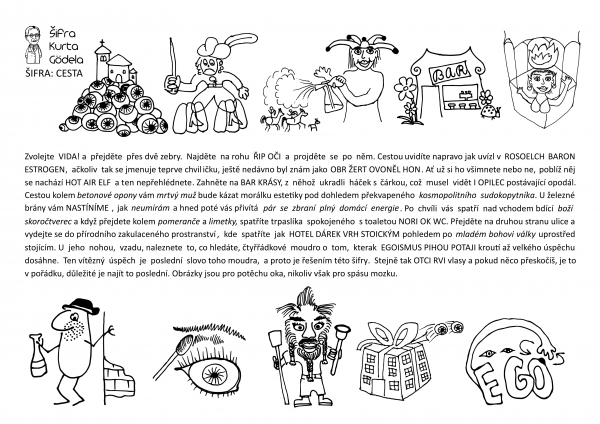 Šifra
Kurta
Gödela
ŠIFRA: CESTA
BAR
Zvolejte VIDA! a přejděte přes dvě zebry. Najděte na rohu ŘIP OČI a projděte se po něm. Cestou uvidíte napravo jak uvízl v ROSOELCH BARON
ESTROGEN, ačkoliv tak se jmenuje teprve chviličku, ještě nedávno byl znám jako OBR ŽERT OVONĚL HON. Ať už si ho všimnete nebo ne, poblíž něj
se nachází HOT AIR ELF a ten nepřehlédnete. Zahněte na BAR KRÁSY, z něhož ukradli háček s čárkou, což musel vidět I OPILEC postávající opodál.
Cestou kolem betonové opony vám mrtvý muž bude kázat morálku estetiky pod dohledem překvapeného kosmopolitního sudokopytníka. U železné
brány vám NASTÍNÍME , jak neumírám a hned poté vás přivítá pár se zbraní plný domácí energie. Po chvíli vás spatří nad vchodem bdící boží
skoročtverec a když přejdete kolem pomeranče a limetky, spatříte trpaslíka spokojeného s toaletou NORI OK WC. Přejděte na druhou stranu ulice a
vydejte se do přírodního zakulaceného prostranství, kde spatříte jak HOTEL DÁREK VRH STOICKÝM pohledem po mladém bohovi války uprostřed
stojícím. U jeho nohou, vzadu, naleznete to, co hledáte, čtyřřádkové moudro o tom, kterak EGOISMUS PIHOU POTAJI kroutí až velkého úspěchu
dosáhne. Ten vítězný úspěch je poslední slovo toho moudra, a proto je řešením této šifry. Stejně tak OTCI RVI vlasy a pokud něco přeskočíš, je to
v pořádku, důležité je najít to poslední. Obrázky jsou pro potěchu oka, nikoliv však pro spásu mozku.
EGO